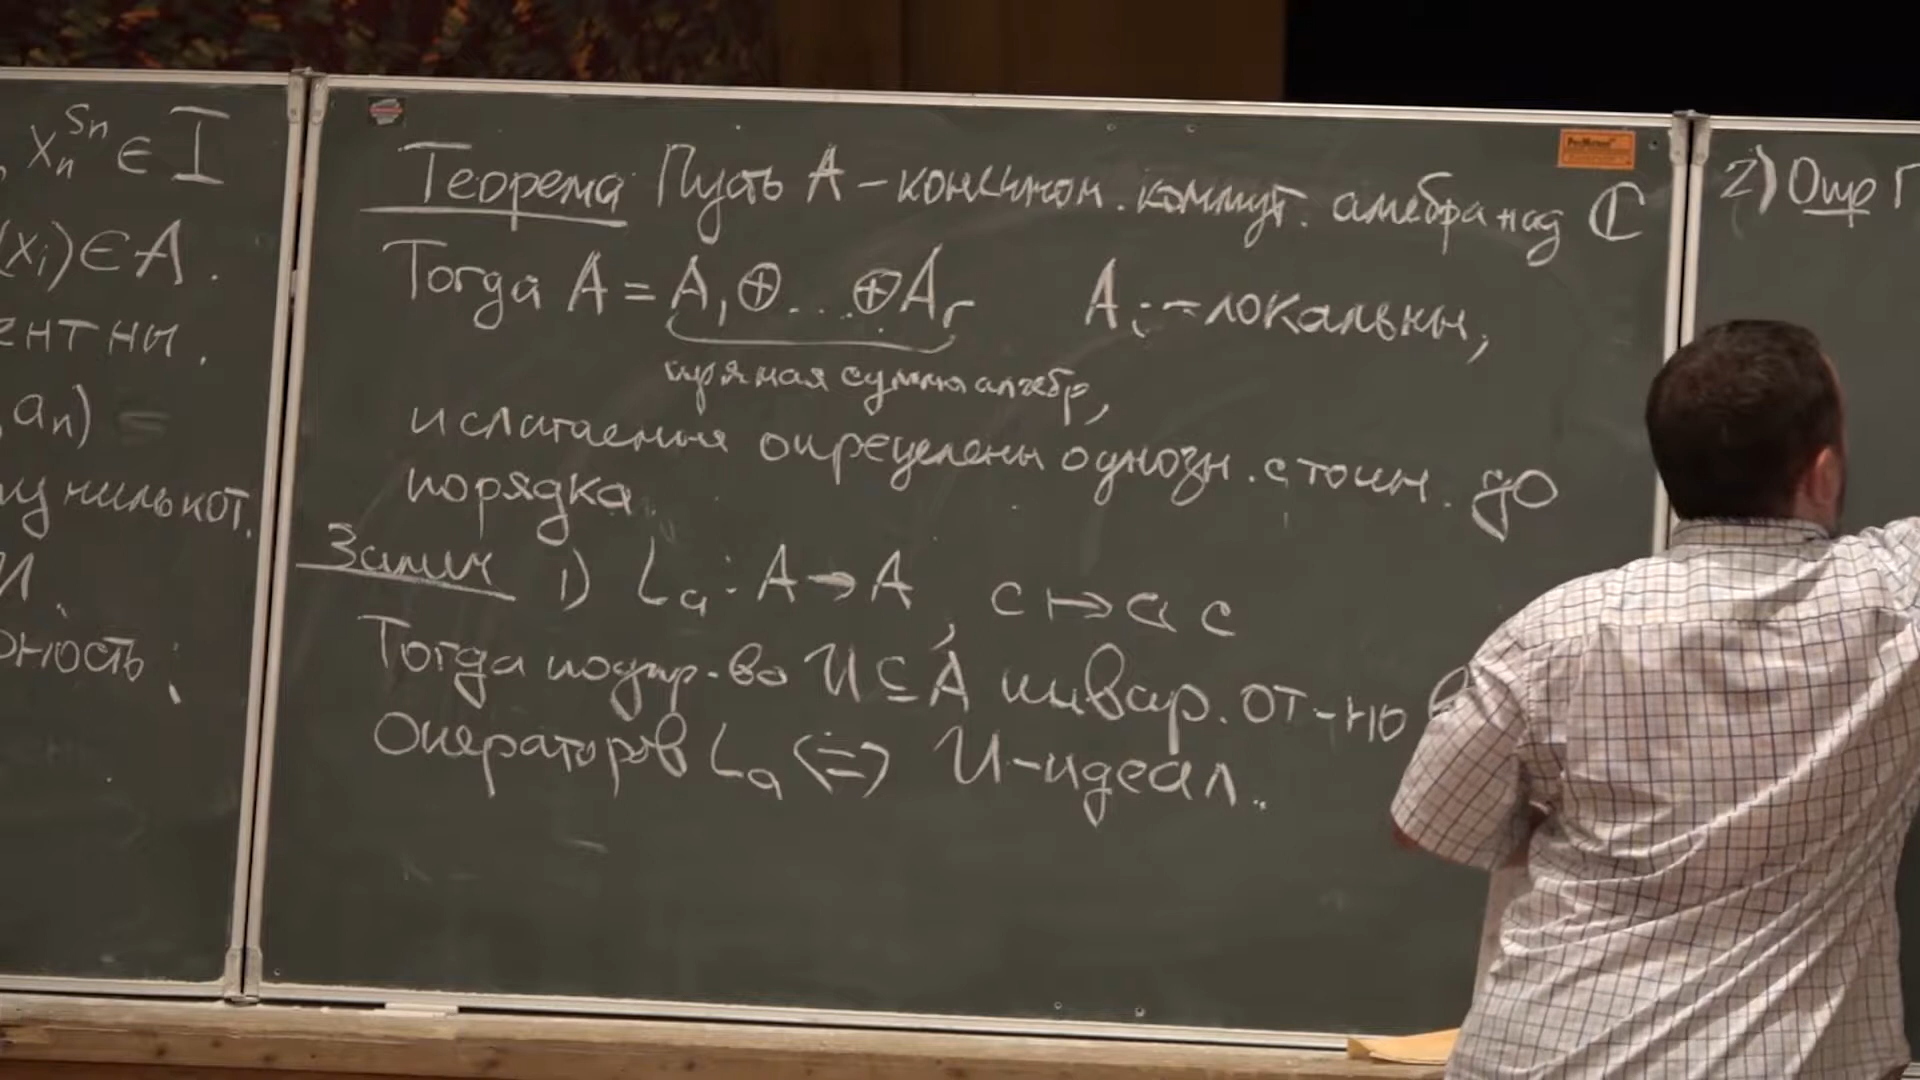 , xₙ^Sₙ ∈ I
(xᵢ) ∈ A.
ентны.
, aₙ)
нильпот.
И.
рность;
Теорема Пусть A – конечном. коммут. алгебра над ℂ
Тогда A = A₁ ⊕ ... ⊕ Aᵣ Aᵢ – локальны,
прямая сумма алгебр,
и слагаемые определены однозн. с точн. до
порядка
Замеч 1) Lₐ: A → A, c ↦ a c
Тогда подпр-во U ⊆ A инвар. от-но
Операторов Lₐ ⇔ U – идеал.
2) Опр